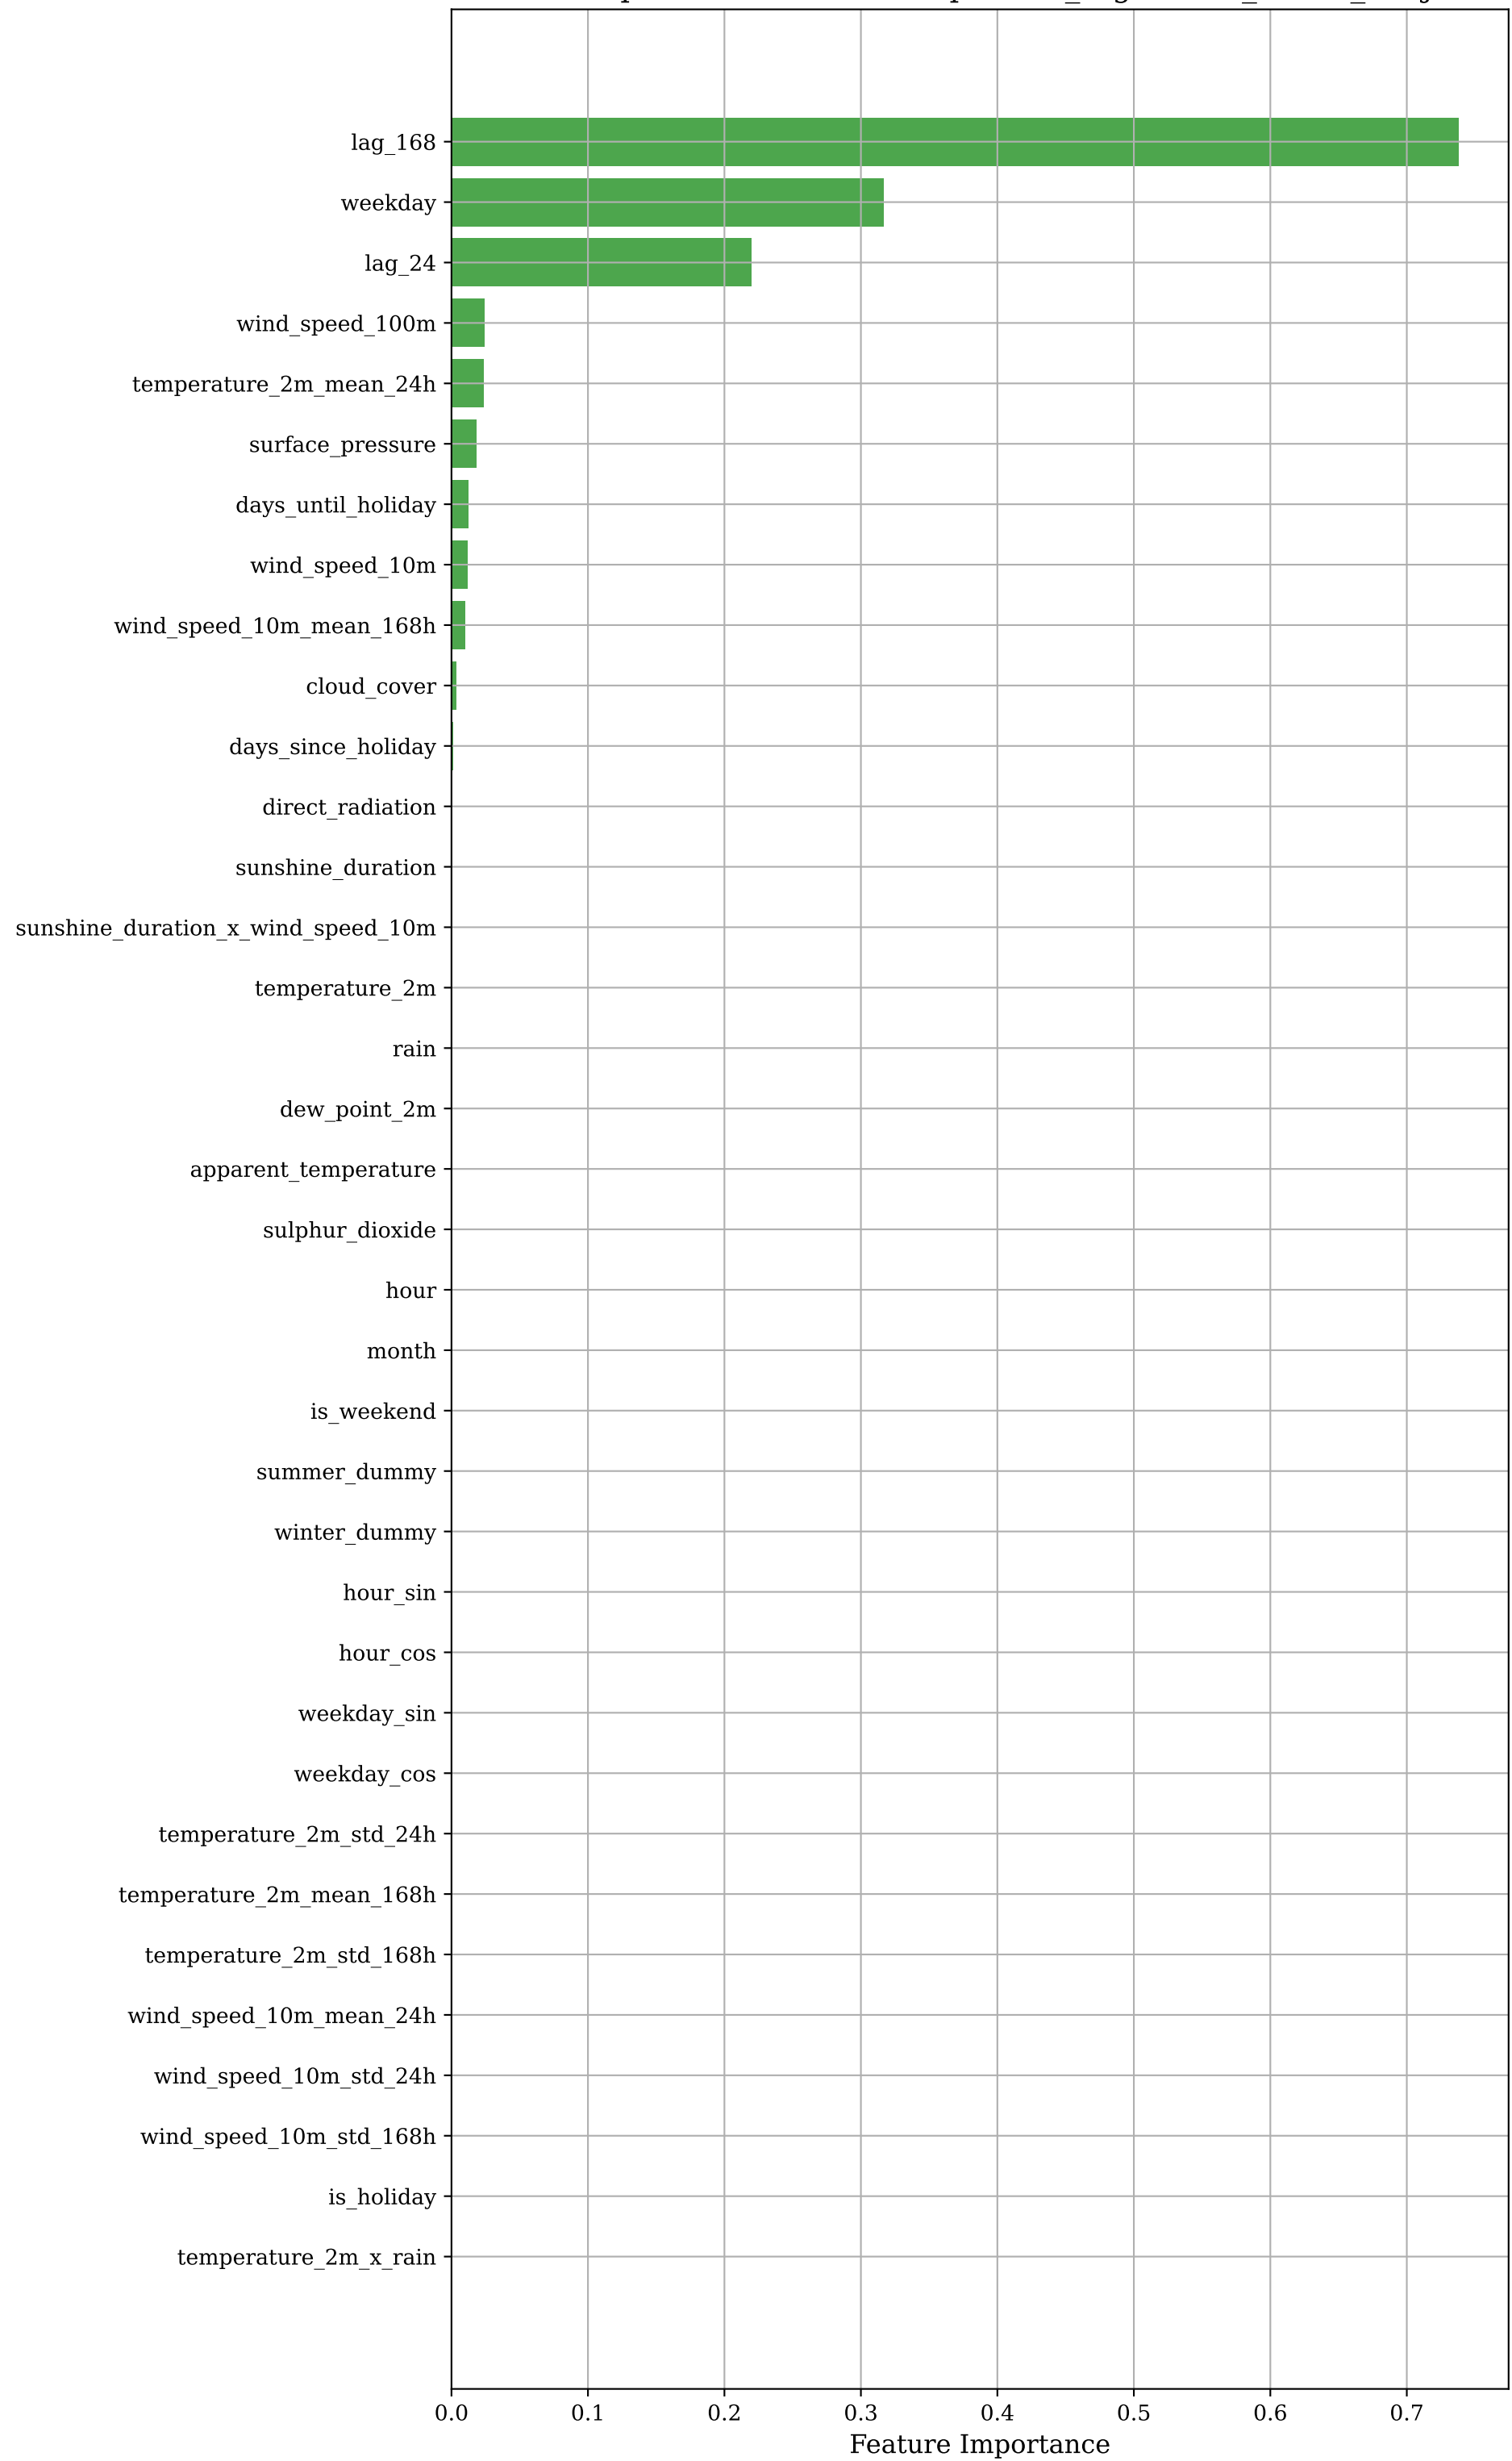 lag_168
weekday
lag_24
wind_speed_100m
temperature_2m_mean_24h
surface_pressure
days_until_holiday
wind_speed_10m
wind_speed_10m_mean_168h
cloud_cover
days_since_holiday
direct_radiation
sunshine_duration
sunshine_duration_x_wind_speed_10m
temperature_2m
rain
dew_point_2m
apparent_temperature
sulphur_dioxide
hour
month
is_weekend
summer_dummy
winter_dummy
hour_sin
hour_cos
weekday_sin
weekday_cos
temperature_2m_std_24h
temperature_2m_mean_168h
temperature_2m_std_168h
wind_speed_10m_mean_24h
wind_speed_10m_std_24h
wind_speed_10m_std_168h
is_holiday
temperature_2m_x_rain
0.0 0.1 0.2 0.3 0.4 0.5 0.6 0.7
Feature Importance